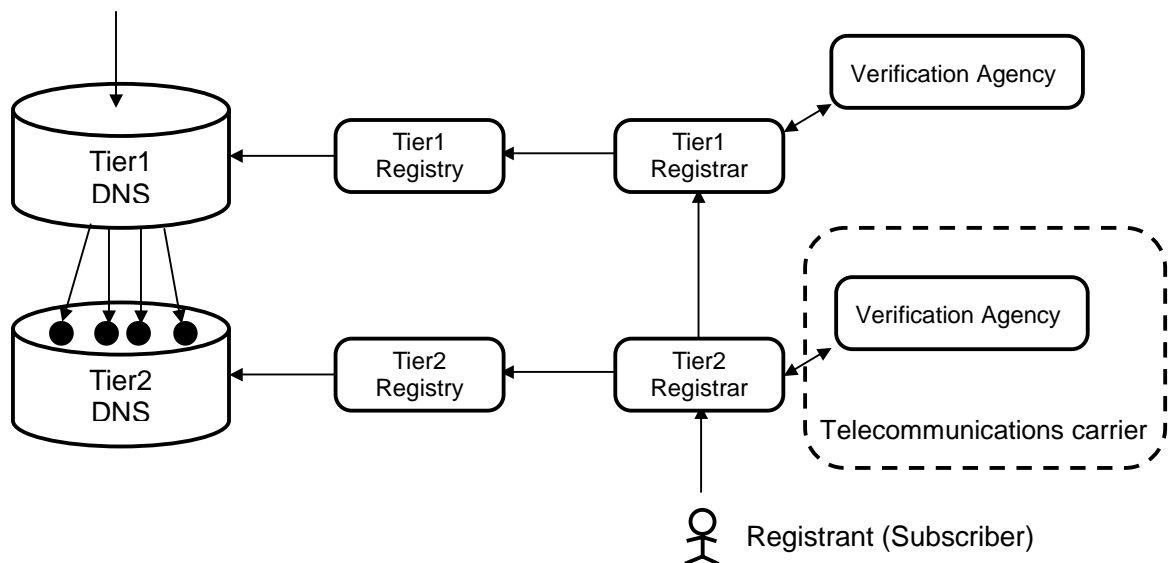 Verification Agency
Tier1
DNS
Tier1
Registry
Tier1
Registrar
Verification Agency
Tier2
DNS
Tier2
Registry
Tier2
Registrar
Telecommunications carrier
Registrant (Subscriber)